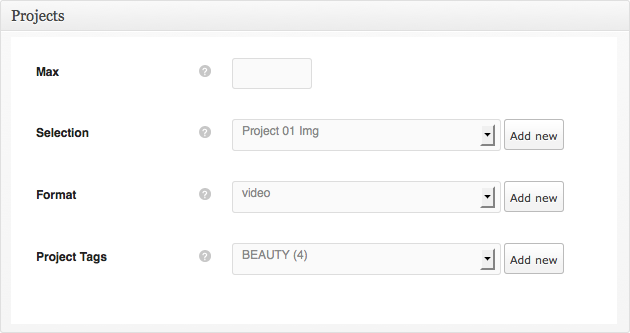 Projects
Max ?
Selection ? Project 01 Img Add new
Format ? video Add new
Project Tags ? BEAUTY (4) Add new